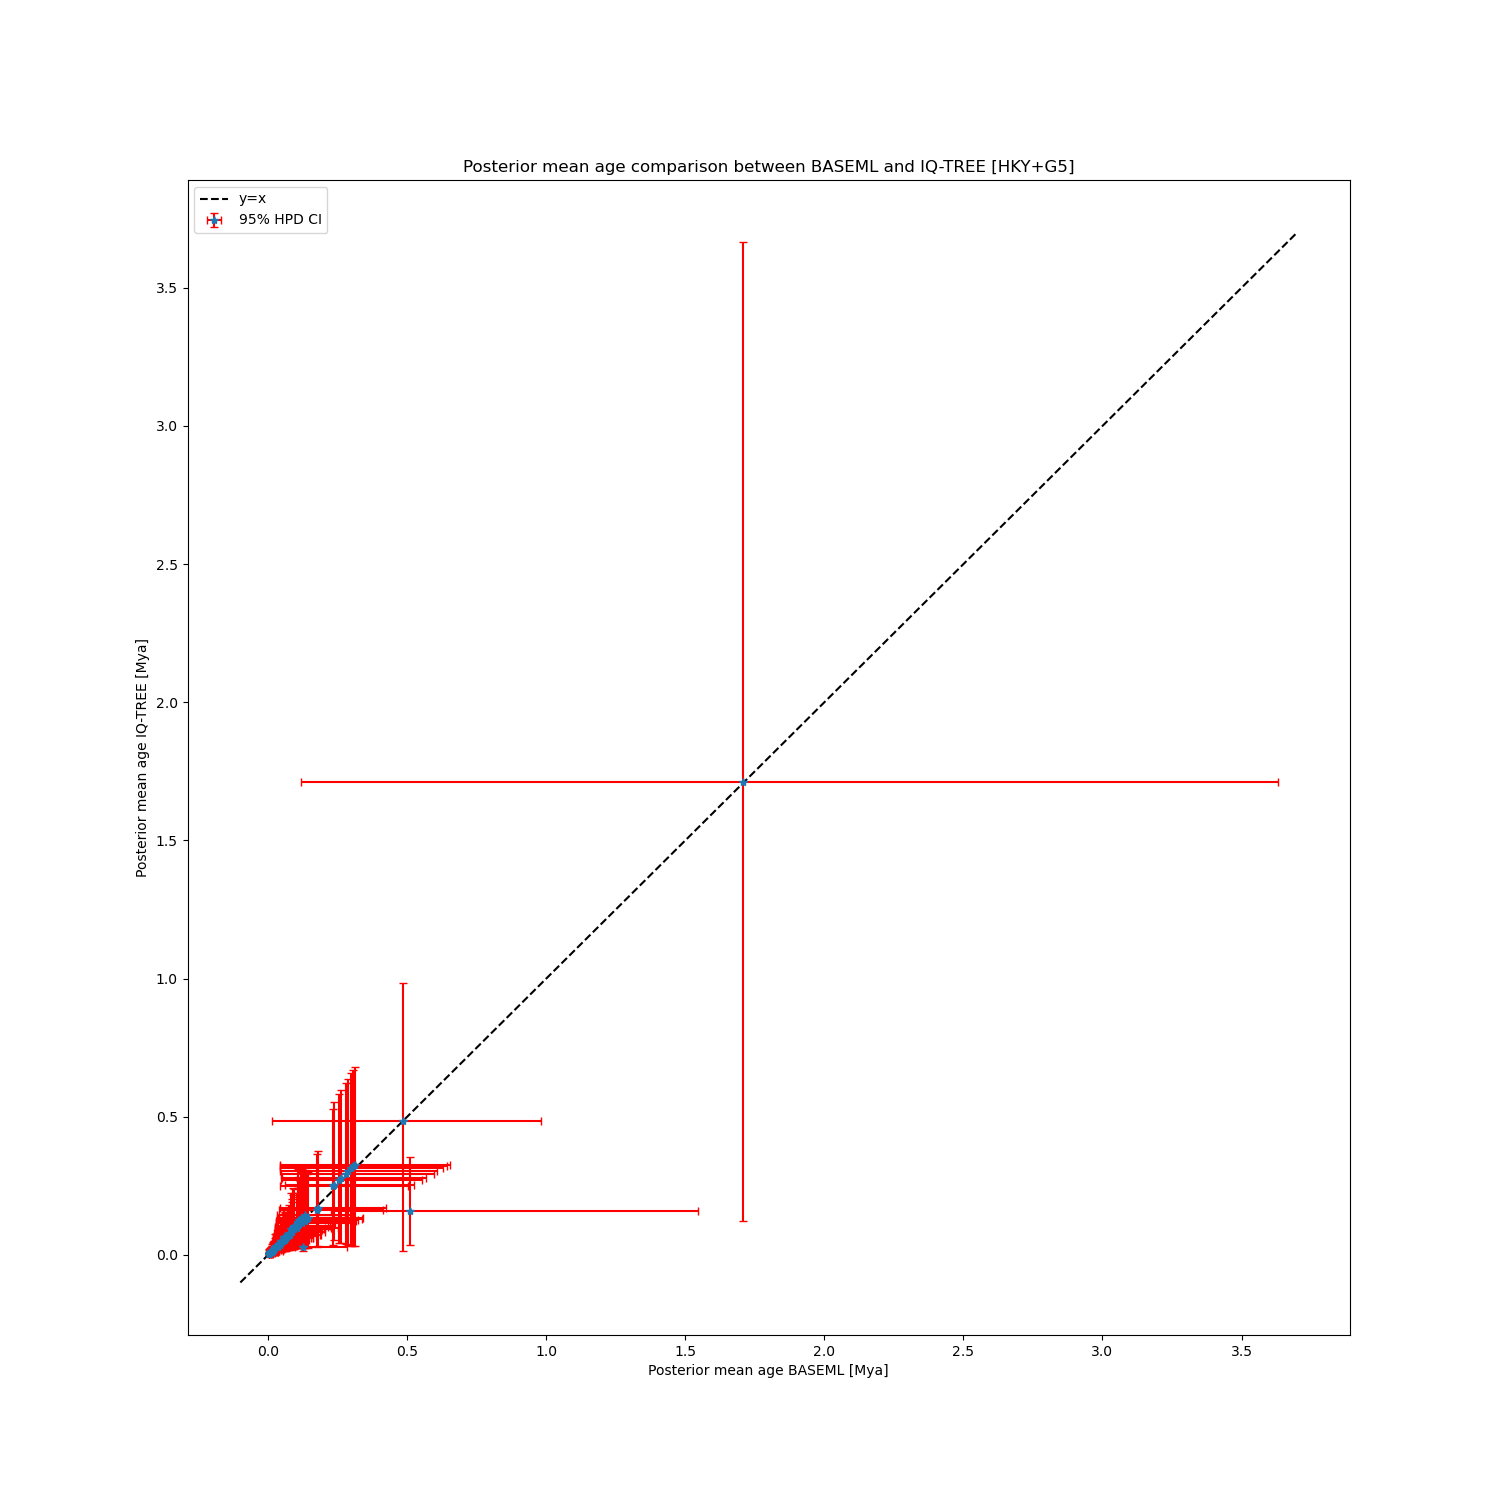 Posterior mean age comparison between BASEML and IQ-TREE [HKY+G5]
y=x
95% HPD CI
Posterior mean age IQ-TREE [Mya]
3.5
3.0
2.5
2.0
1.5
1.0
0.5
0.0
0.0 0.5 1.0 1.5 2.0 2.5 3.0 3.5
Posterior mean age BASEML [Mya]